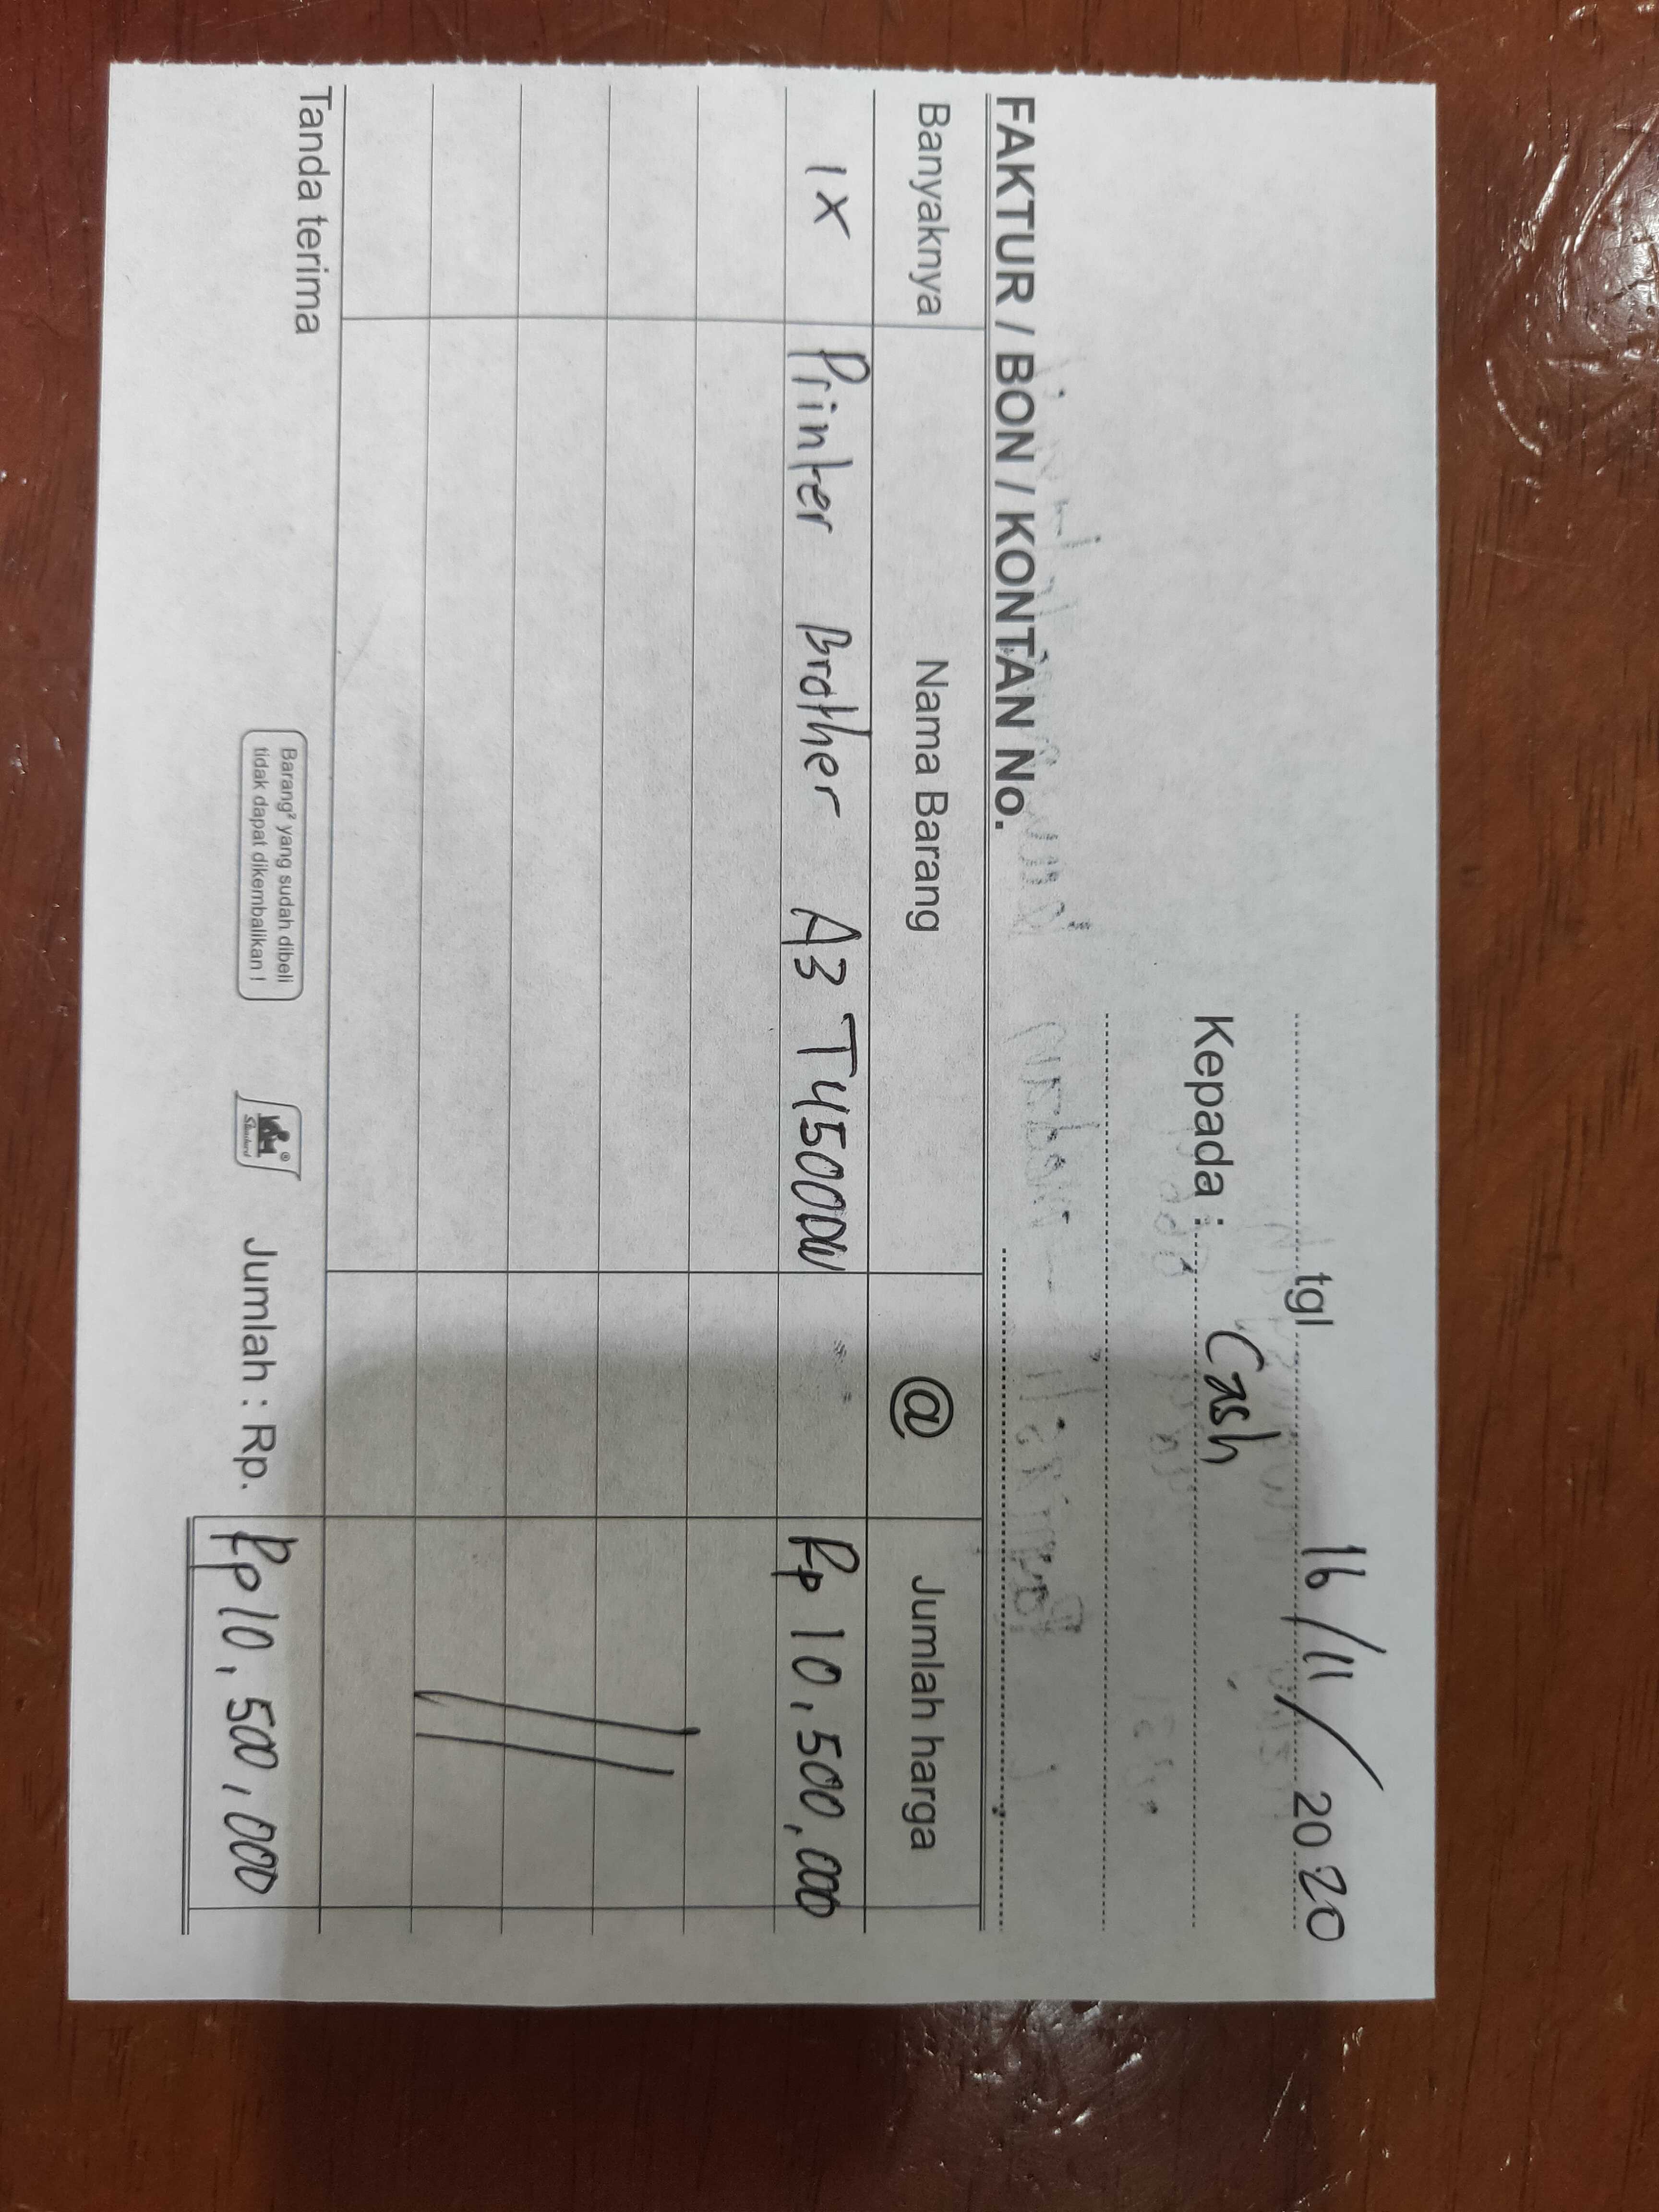 tgl 16/11/2020
Kepada : Cash
FAKTUR / BON / KONTAN No.
Banyaknya Nama Barang @ Jumlah harga
1X Printer Brother A3 T4500DW Rp 10,500,000
Tanda terima
Barang² yang sudah dibeli
tidak dapat dikembalikan !
Standard
Jumlah : Rp. Rp 10,500,000